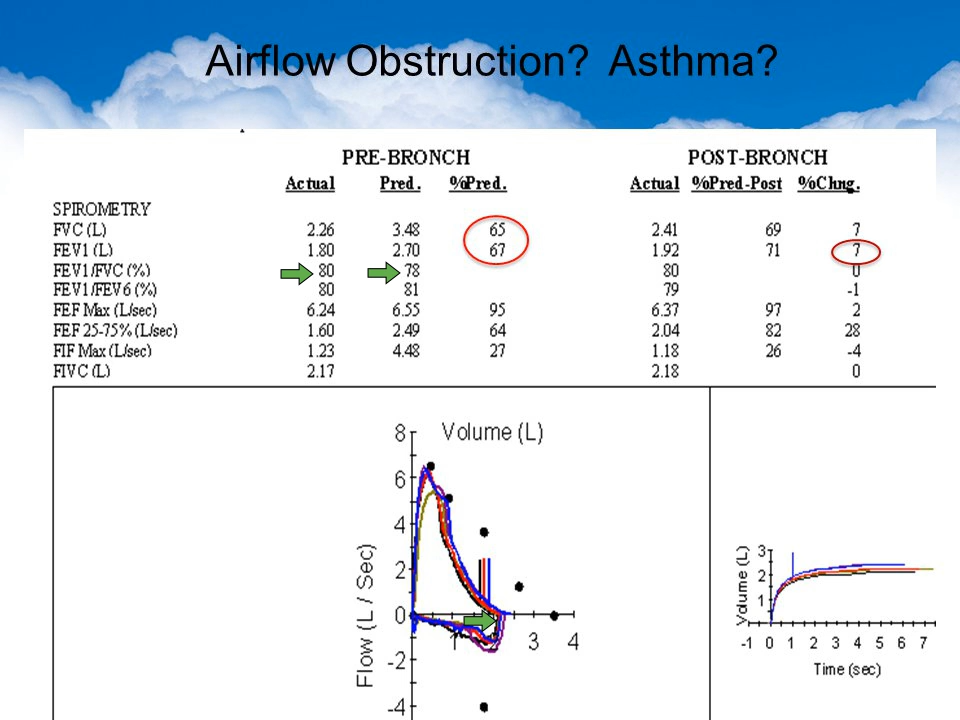 Airflow Obstruction? Asthma?
PRE-BRONCH POST-BRONCH
Actual Pred. %Pred. Actual %Pred-Post %Chng.
SPIROMETRY
FVC (L) 2.26 3.48 65 2.41 69 7
FEV1 (L) 1.80 2.70 67 1.92 71 7
FEV1/FVC (%) 80 78 80 0
FEV1/FEV6 (%) 80 81 79 -1
FEF Max (L/sec) 6.24 6.55 95 6.37 97 2
FEF 25-75% (L/sec) 1.60 2.49 64 2.04 82 28
FIF Max (L/sec) 1.23 4.48 27 1.18 26 -4
FIVC (L) 2.17 2.18 0
Volume (L)
8
6
4
2
0
-2
-4
1 2 3 4
Flow (L / Sec)
Volume (L)
3
2
1
-1 0 1 2 3 4 5 6 7
Time (sec)